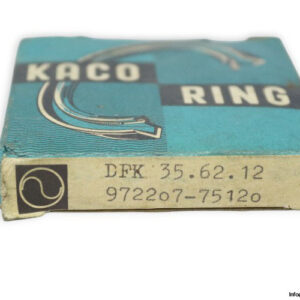 KACO
RING
DFK 35.62.12
972207-75120